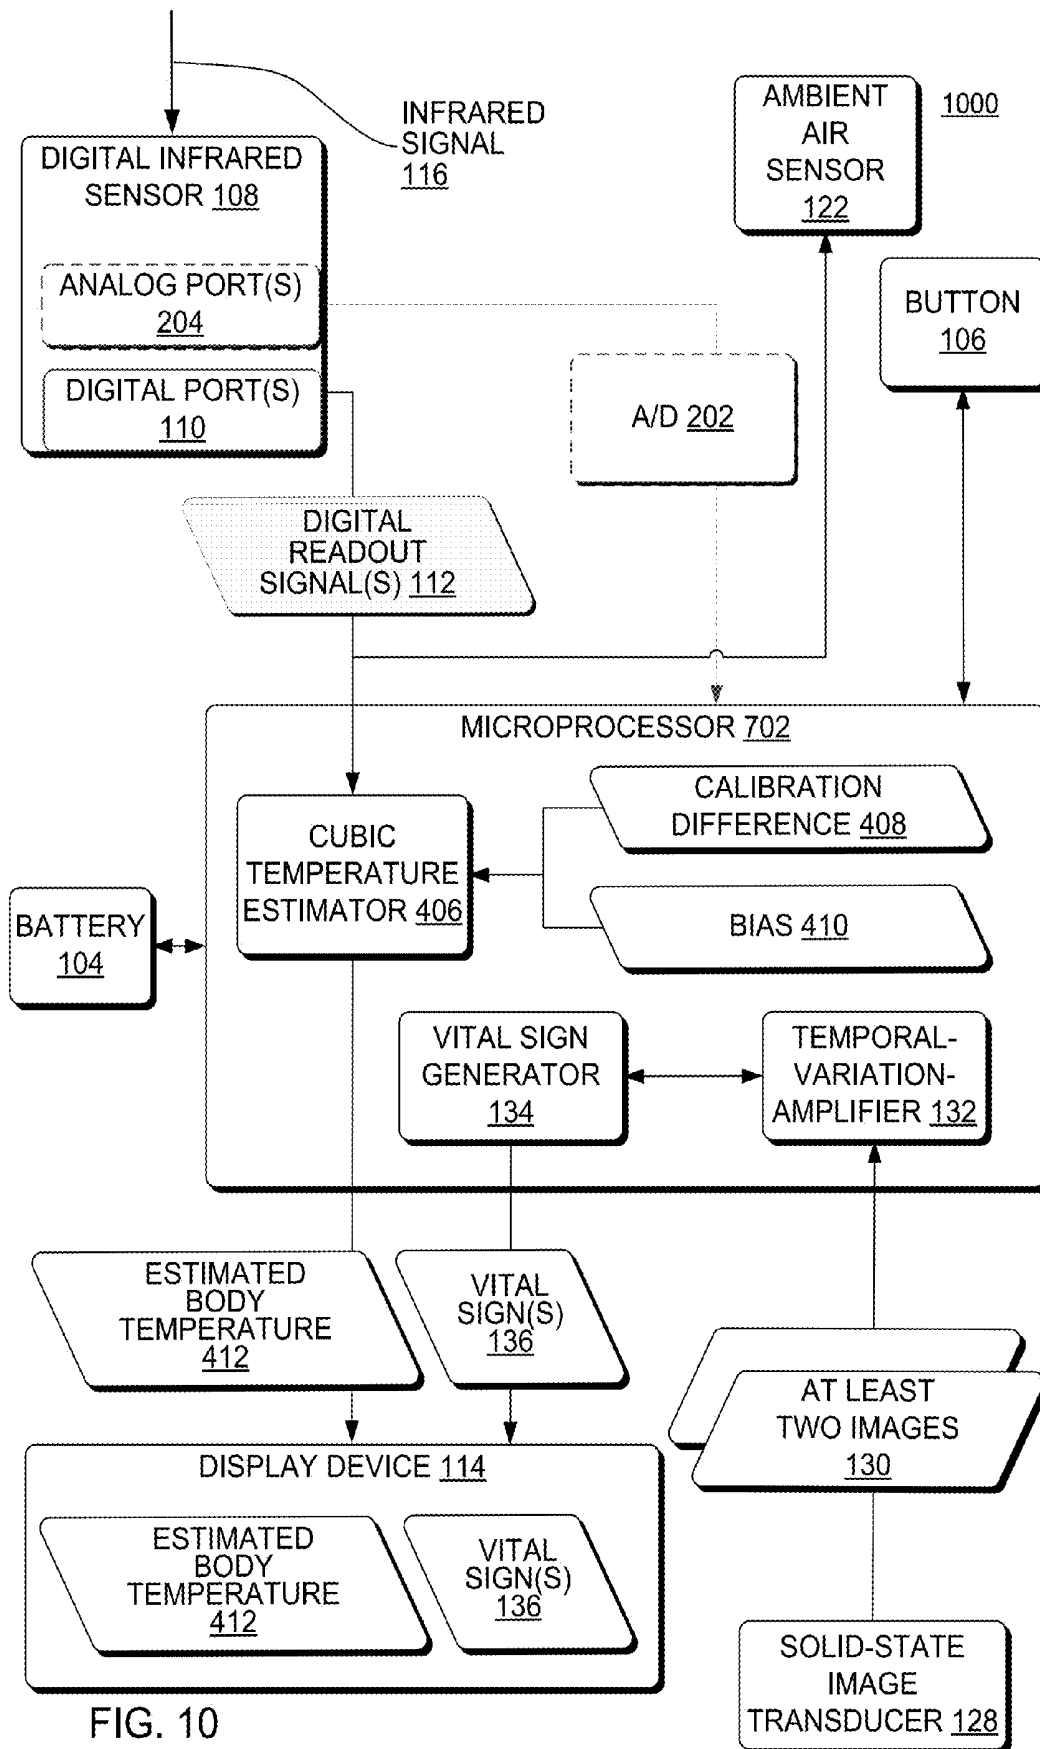 INFRARED
SIGNAL
116
AMBIENT
AIR
SENSOR
122
1000
DIGITAL INFRARED
SENSOR 108
ANALOG PORT(S)
204
DIGITAL PORT(S)
110
A/D 202
BUTTON
106
DIGITAL
READOUT
SIGNAL(S) 112
MICROPROCESSOR 702
CUBIC
TEMPERATURE
ESTIMATOR 406
CALIBRATION
DIFFERENCE 408
BIAS 410
BATTERY
104
VITAL SIGN
GENERATOR
134
TEMPORAL-
VARIATION-
AMPLIFIER 132
ESTIMATED
BODY
TEMPERATURE
412
VITAL
SIGN(S)
136
AT LEAST
TWO IMAGES
130
DISPLAY DEVICE 114
ESTIMATED
BODY
TEMPERATURE
412
VITAL
SIGN(S)
136
SOLID-STATE
IMAGE
TRANSDUCER 128
FIG. 10